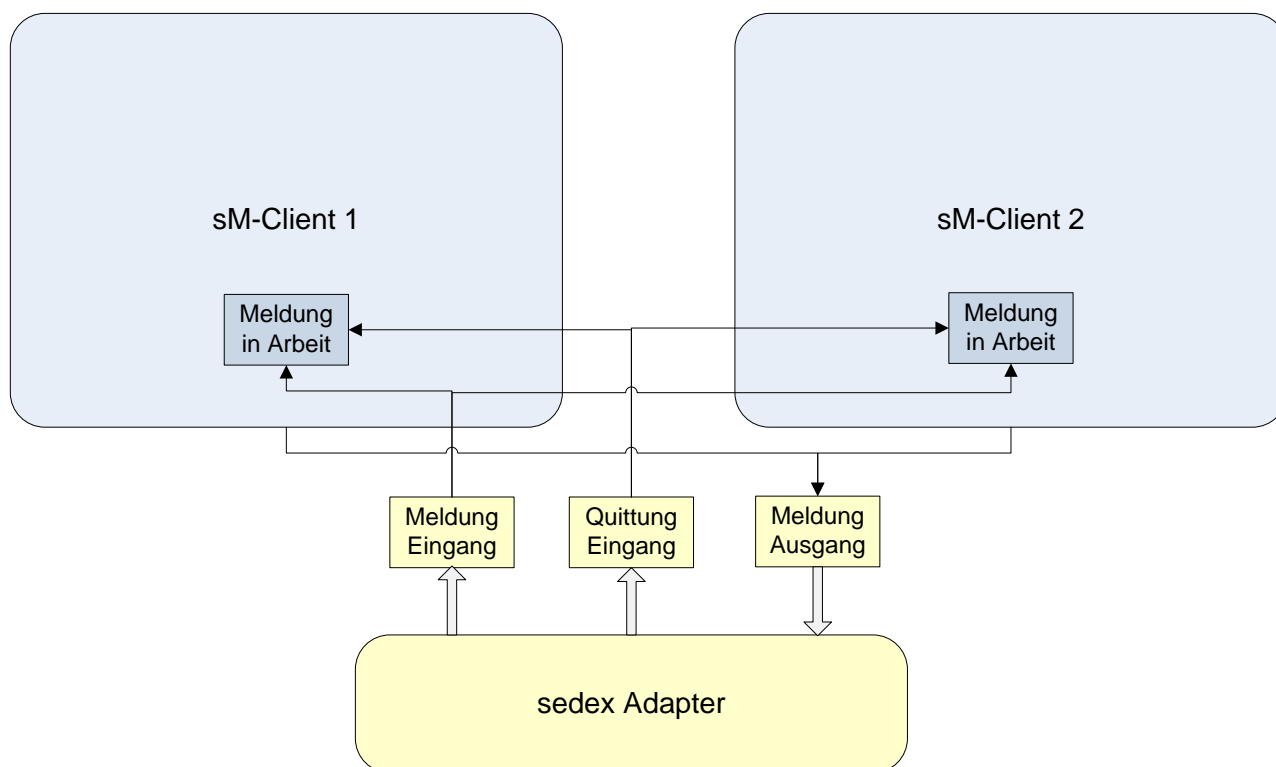 sM-Client 1
sM-Client 2
Meldung
in Arbeit
Meldung
in Arbeit
Meldung
Eingang
Quittung
Eingang
Meldung
Ausgang
sedex Adapter